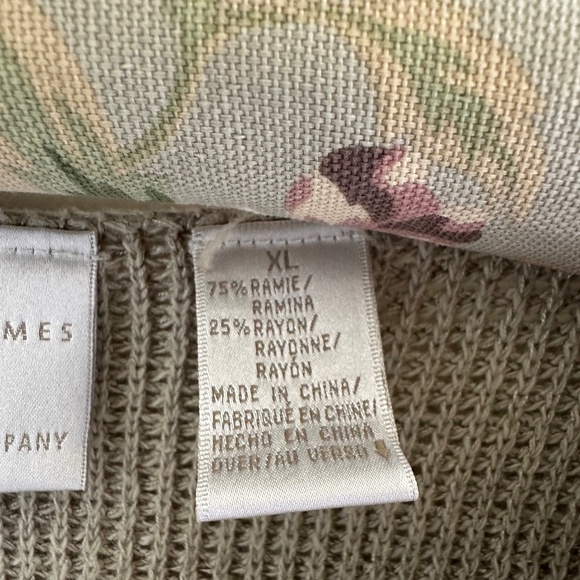 MES
PANY
XL
75% RAMIE/
RAMINA
25% RAYON/
RAYONNE/
RAYÓN
MADE IN CHINA/
FABRIQUÉ EN CHINE/
HECHO EN CHINA
OVER/AU VERSO